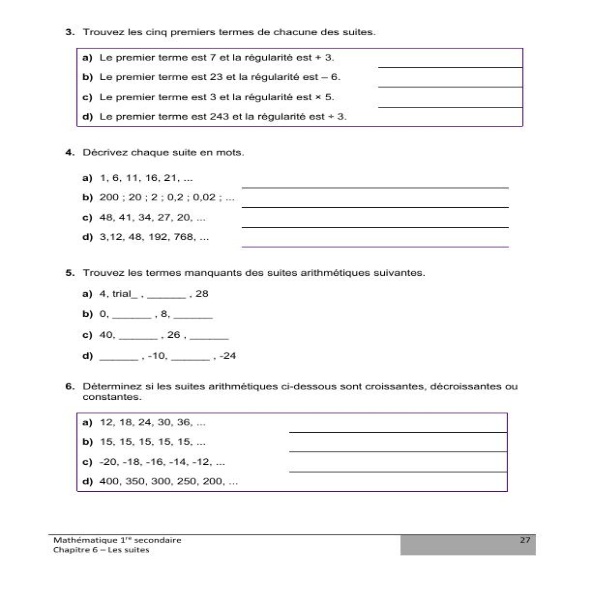 3. Trouvez les cinq premiers termes de chacune des suites.
a) Le premier terme est 7 et la régularité est + 3.
b) Le premier terme est 23 et la régularité est – 6.
c) Le premier terme est 3 et la régularité est × 5.
d) Le premier terme est 243 et la régularité est ÷ 3.
4. Décrivez chaque suite en mots.
a) 1, 6, 11, 16, 21, ...
b) 200 ; 20 ; 2 ; 0,2 ; 0,02 ; ...
c) 48, 41, 34, 27, 20, ...
d) 3,12, 48, 192, 768, ...
5. Trouvez les termes manquants des suites arithmétiques suivantes.
a) 4, trial_ , ______ , 28
b) 0, ______ , 8, ______
c) 40, ______ , 26 , ______
d) ______ , -10, ______ , -24
6. Déterminez si les suites arithmétiques ci-dessous sont croissantes, décroissantes ou
constantes.
a) 12, 18, 24, 30, 36, ...
b) 15, 15, 15, 15, 15, ...
c) -20, -18, -16, -14, -12, ...
d) 400, 350, 300, 250, 200, ...
Mathématique 1re secondaire 27
Chapitre 6 – Les suites